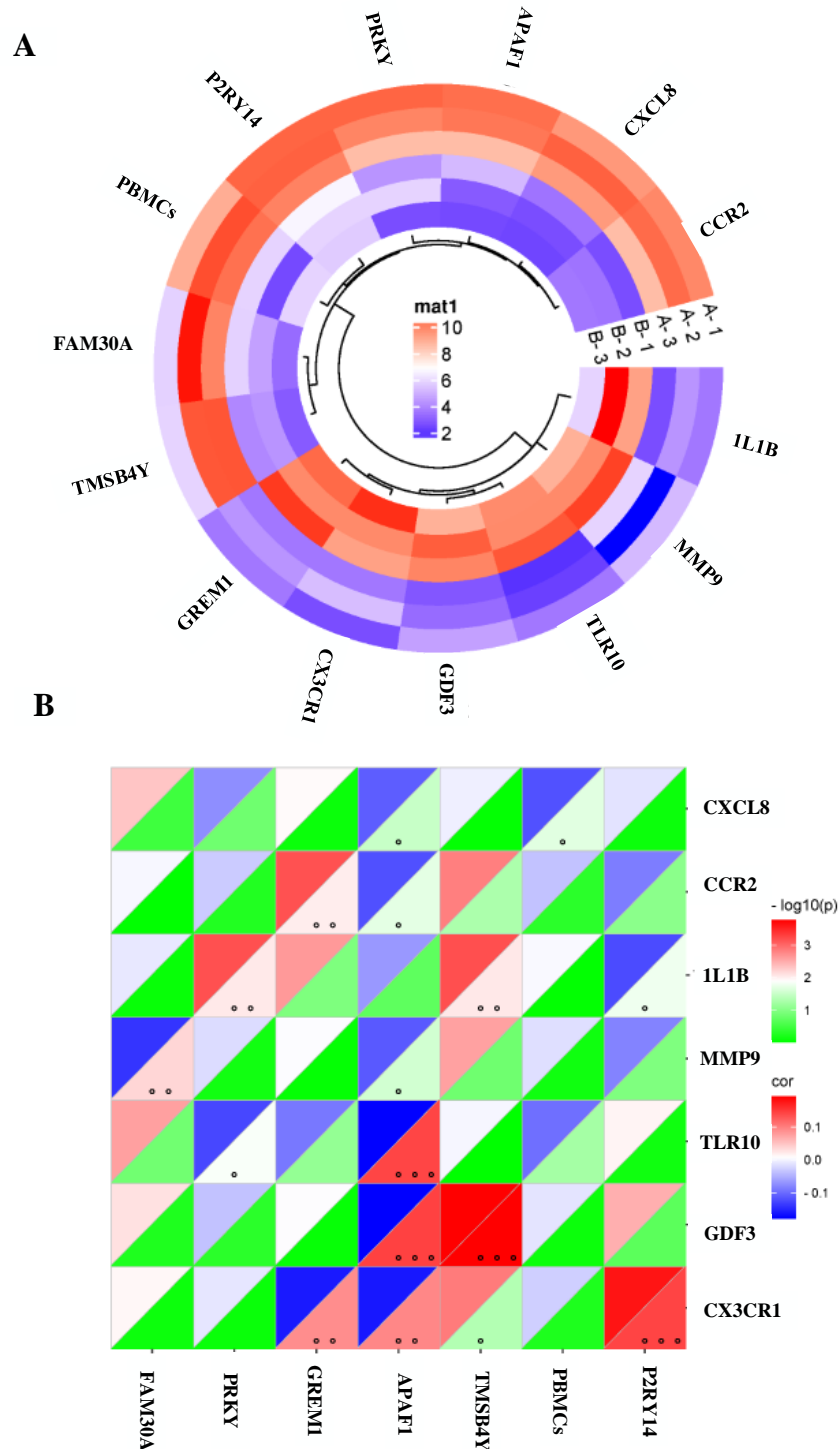 A
PRKY
APAF1
P2RY14
CXCL8
PBMCs
CCR2
mat1
10
8
6
4
2
B- 3
B- 2
B- 1
A- 3
A- 2
A- 1
FAM30A
1L1B
TMSB4Y
MMP9
GREM1
TLR10
CX3CR1
GDF3
B
CXCL8
CCR2
- log10(p)
3
2
1
1L1B
MMP9
cor
0.1
0.0
- 0.1
TLR10
GDF3
CX3CR1
FAM30A
PRKY
GREM1
APAF1
TMSB4Y
PBMCs
P2RY14